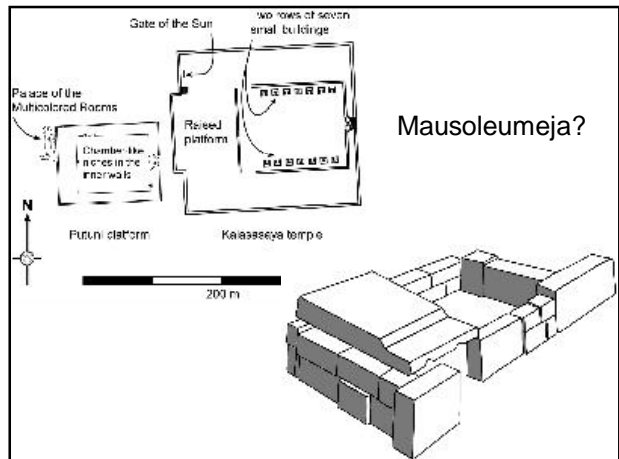 Gate of the Sun
wo rows of seven
small buildings
Palace of the
Multicolored Rooms
Raised
platform
Mausoleumeja?
Chamber-like
niches in the
inner walls
N
Putuni platform
Kalasasaya temple
200 m